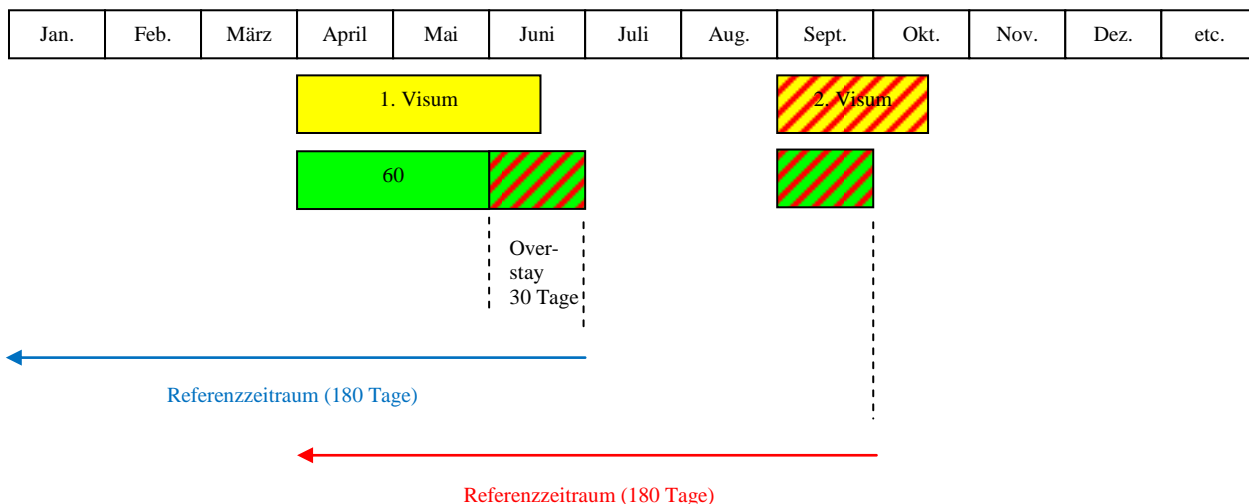 Jan. Feb. März April Mai Juni Juli Aug. Sept. Okt. Nov. Dez. etc.
1. Visum 2. Visum
60
Over-
stay
30 Tage
Referenzzeitraum (180 Tage)
Referenzzeitraum (180 Tage)